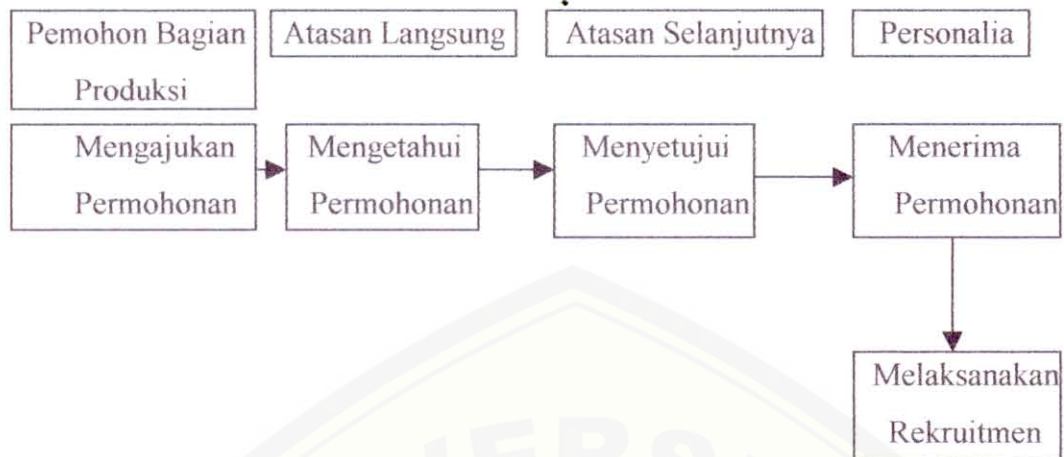 Pemohon Bagian
Produksi
Atasan Langsung
Atasan Selanjutnya
Personalia
Mengajukan
Permohonan
Mengetahui
Permohonan
Menyetujui
Permohonan
Menerima
Permohonan
Melaksanakan
Rekruitmen